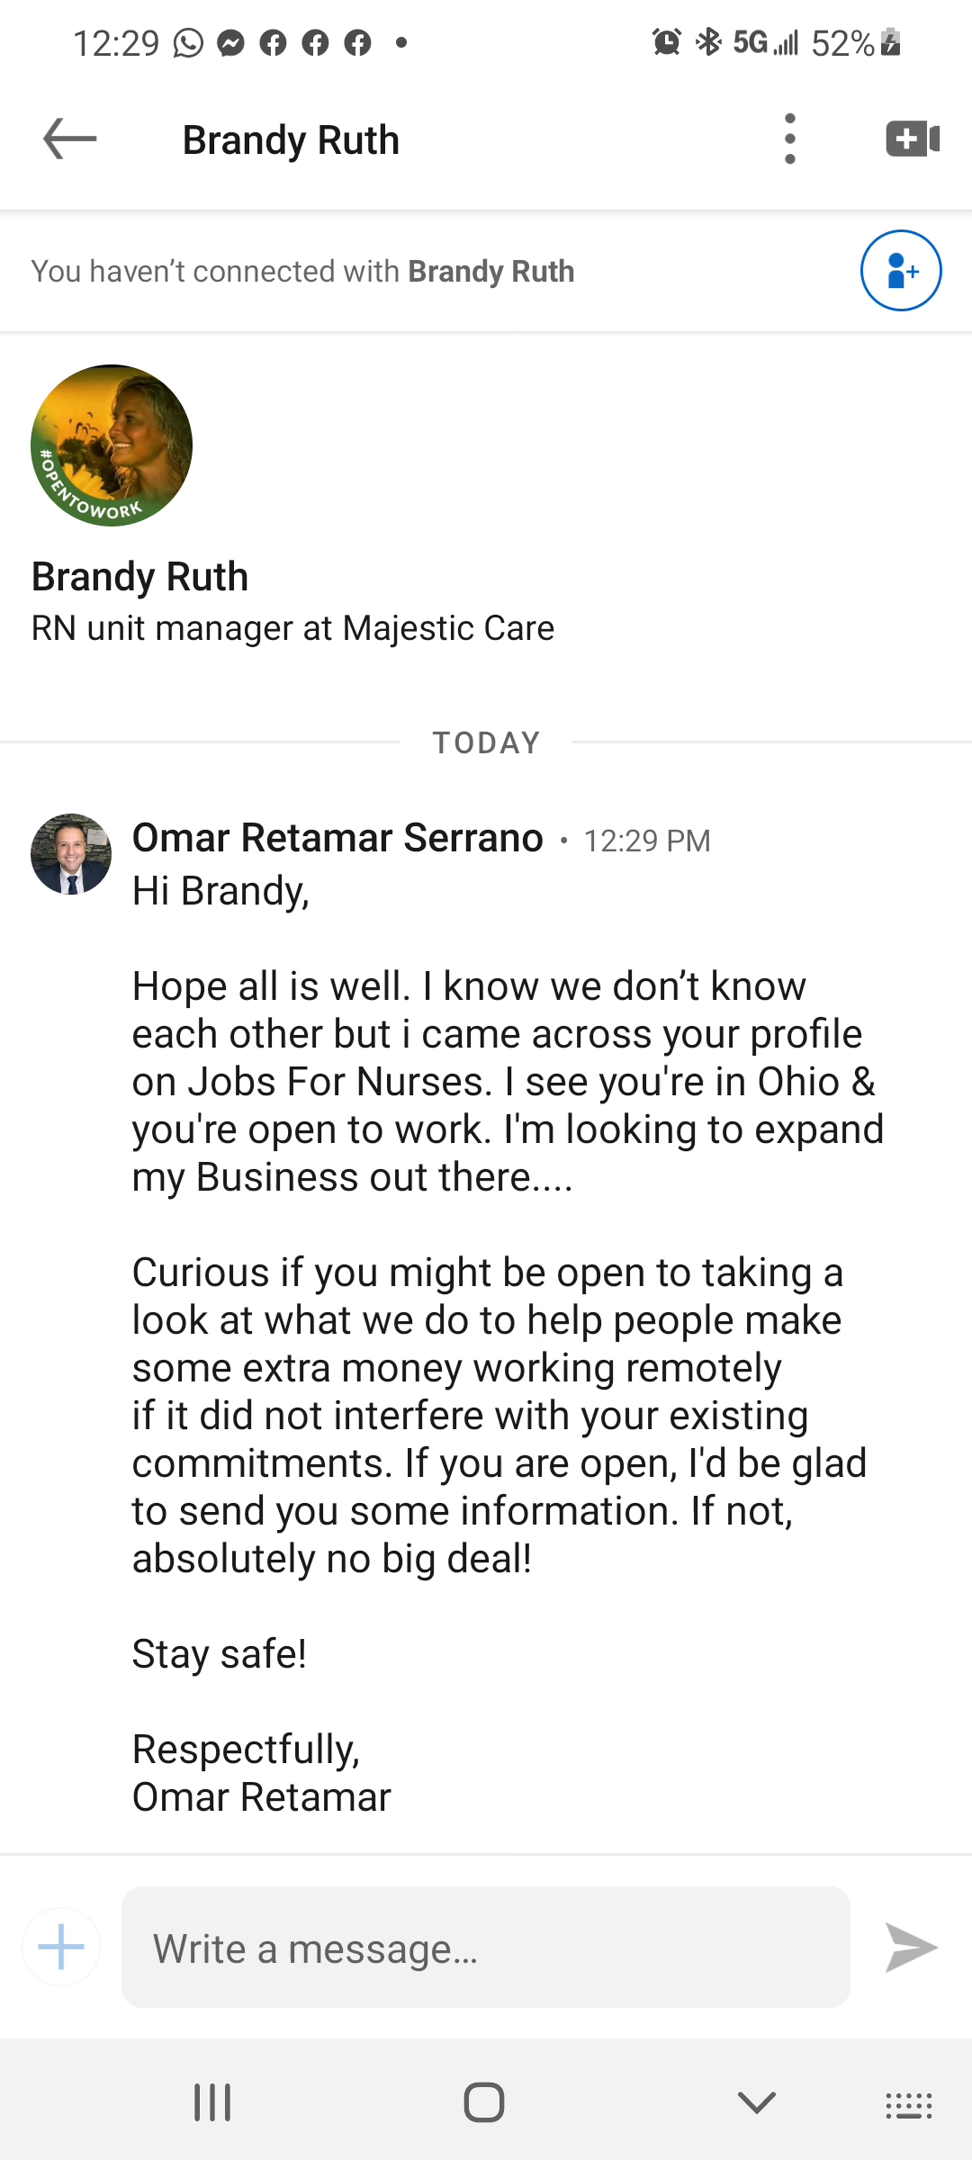 12:29
5G 52%
Brandy Ruth
You haven’t connected with Brandy Ruth
#OPENTOWORK
Brandy Ruth
RN unit manager at Majestic Care
TODAY
Omar Retamar Serrano • 12:29 PM
Hi Brandy,
Hope all is well. I know we don’t know
each other but i came across your profile
on Jobs For Nurses. I see you're in Ohio &
you're open to work. I'm looking to expand
my Business out there....
Curious if you might be open to taking a
look at what we do to help people make
some extra money working remotely
if it did not interfere with your existing
commitments. If you are open, I'd be glad
to send you some information. If not,
absolutely no big deal!
Stay safe!
Respectfully,
Omar Retamar
Write a message...